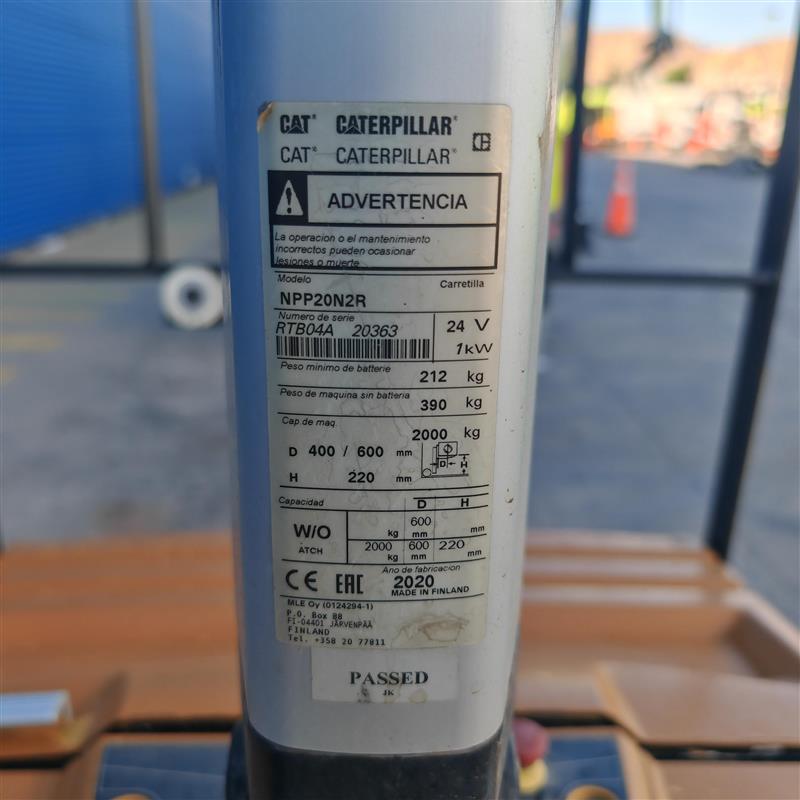 CAT® CATERPILLAR®
CAT® CATERPILLAR®
ADVERTENCIA
La operacion o el mantenimiento
incorrectos pueden ocasionar
lesiones o muerte
Modelo Carretilla
NPP20N2R
Numero de serie
RTB04A 20363 24 V
1kW
Peso minimo de batterie
212 kg
Peso de maquina sin bateria
390 kg
Cap.de maq.
2000 kg
D 400 / 600 mm
D H
H 220 mm
Capacidad D H
W/O ATCH
600
kg mm mm
2000 600 220
kg mm mm
Ano de fabricacion
CE EAC 2020
MADE IN FINLAND
MLE Oy (0124294-1)
P.O. Box 88
FI-04401 JÄRVENPÄÄ
FINLAND
Tel. +358 20 77811
PASSED
JK